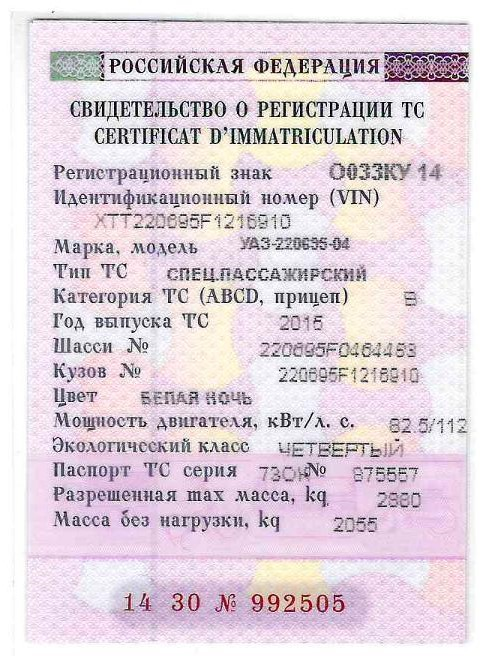 РОССИЙСКАЯ ФЕДЕРАЦИЯ
СВИДЕТЕЛЬСТВО О РЕГИСТРАЦИИ ТС
CERTIFICAT D'IMMATRICULATION
Регистрационный знак О033КУ 14
Идентификационный номер (VIN)
XTT220695F1216910
Марка, модель УАЗ-220695-04
Тип ТС СПЕЦ.ПАССАЖИРСКИЙ
Категория ТС (ABCD, прицеп) B
Год выпуска ТС 2015
Шасси № 220695F0464483
Кузов № 220695F1216910
Цвет БЕЛАЯ НОЧЬ
Мощность двигателя, кВт/л. с. 82.5/112
Экологический класс ЧЕТВЕРТЫЙ
Паспорт ТС серия 73ОН № 875557
Разрешенная max масса, kg 2980
Масса без нагрузки, kg 2055
14 30 № 992505